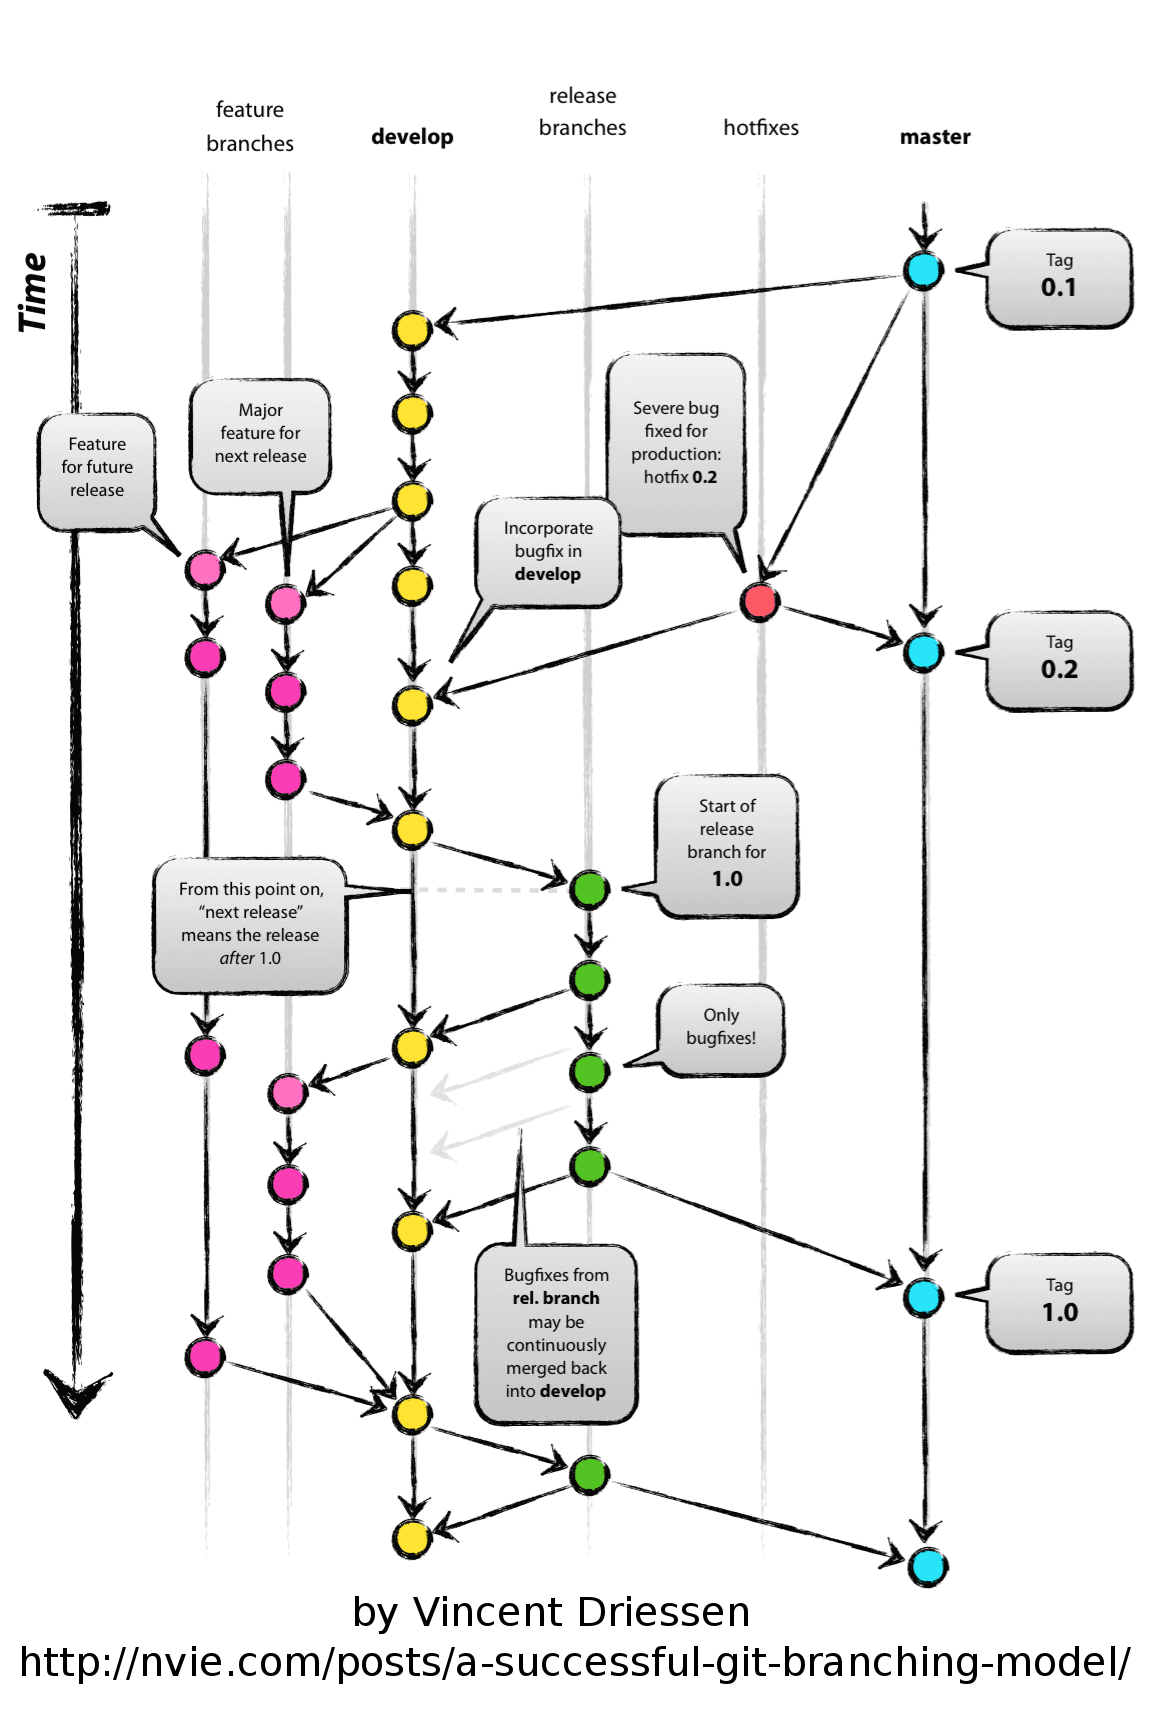 feature
branches
develop
release
branches
hotfixes
master
Time
Tag
0.1
Major
feature for
next release
Feature
for future
release
Severe bug
fixed for
production:
hotfix 0.2
Incorporate
bugfix in
develop
Tag
0.2
Start of
release
branch for
1.0
From this point on,
“next release”
means the release
after 1.0
Only
bugfixes!
Bugfixes from
rel. branch
may be
continuously
merged back
into develop
Tag
1.0
by Vincent Driessen
http://nvie.com/posts/a-successful-git-branching-model/